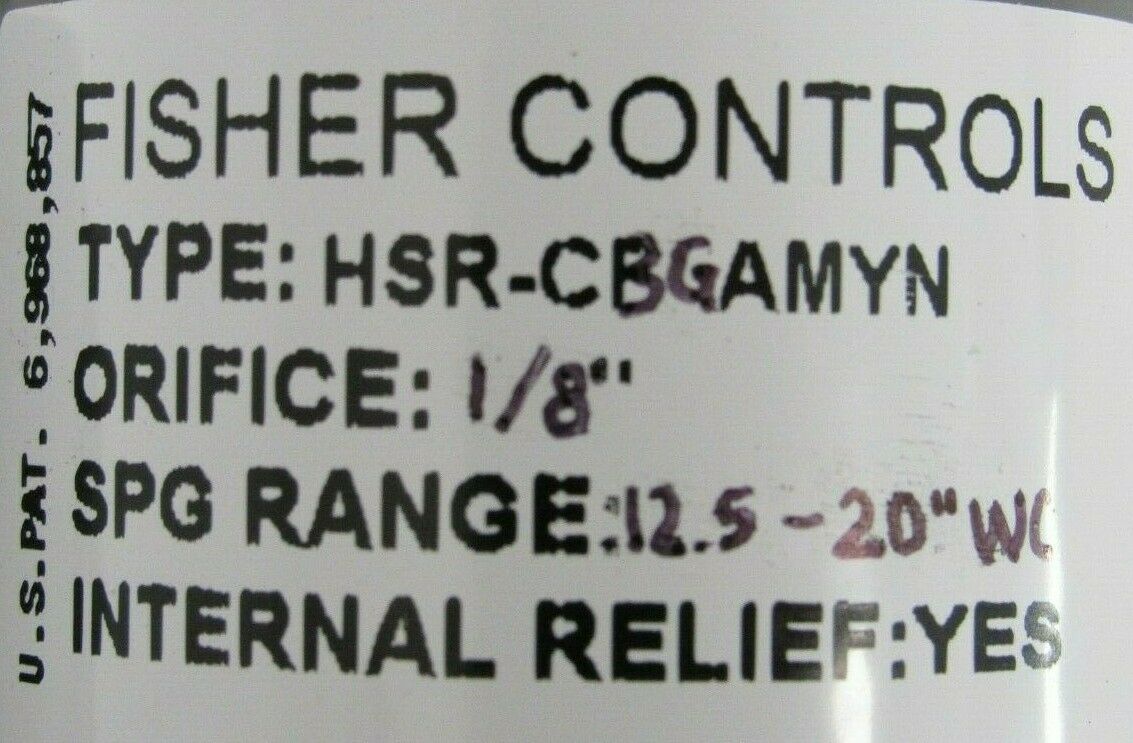 FISHER CONTROLS
TYPE: HSR-CBGAMYN
ORIFICE: 1/8"
SPG RANGE:12.5-20"WC
INTERNAL RELIEF:YES
U.S.PAT. 6,968,857